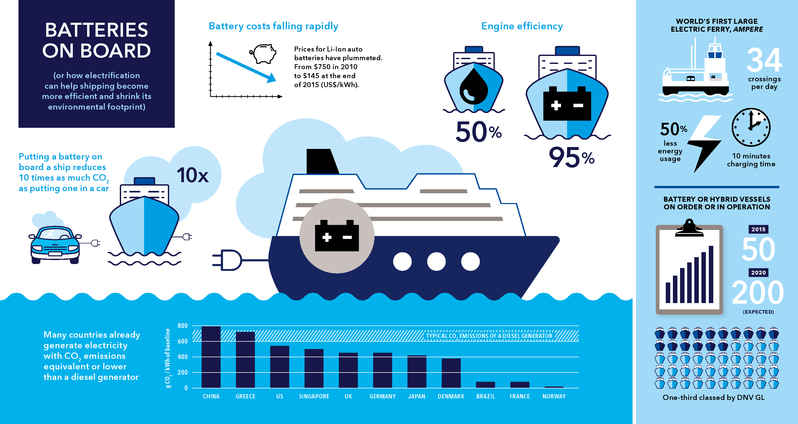 BATTERIES
ON BOARD
(or how electrification
can help shipping become
more efficient and shrink its
environmental footprint)
Battery costs falling rapidly
Prices for Li-Ion auto
batteries have plummeted.
From $750 in 2010
to $145 at the end
of 2015 (US$/kWh).
Engine efficiency
50%
95%
Putting a battery on
board a ship reduces
10 times as much CO₂
as putting one in a car
10x
Many countries already
generate electricity
with CO₂ emissions
equivalent or lower
than a diesel generator
g CO₂ / kWh of baseline
800
600
400
200
0
TYPICAL CO₂ EMISSIONS OF A DIESEL GENERATOR
CHINA GREECE US SINGAPORE UK GERMANY JAPAN DENMARK BRAZIL FRANCE NORWAY
WORLD'S FIRST LARGE
ELECTRIC FERRY, AMPERE
34
crossings
per day
50%
less
energy
usage
10 minutes
charging time
BATTERY OR HYBRID VESSELS
ON ORDER OR IN OPERATION
2015
50
2020
200
(EXPECTED)
One-third classed by DNV GL